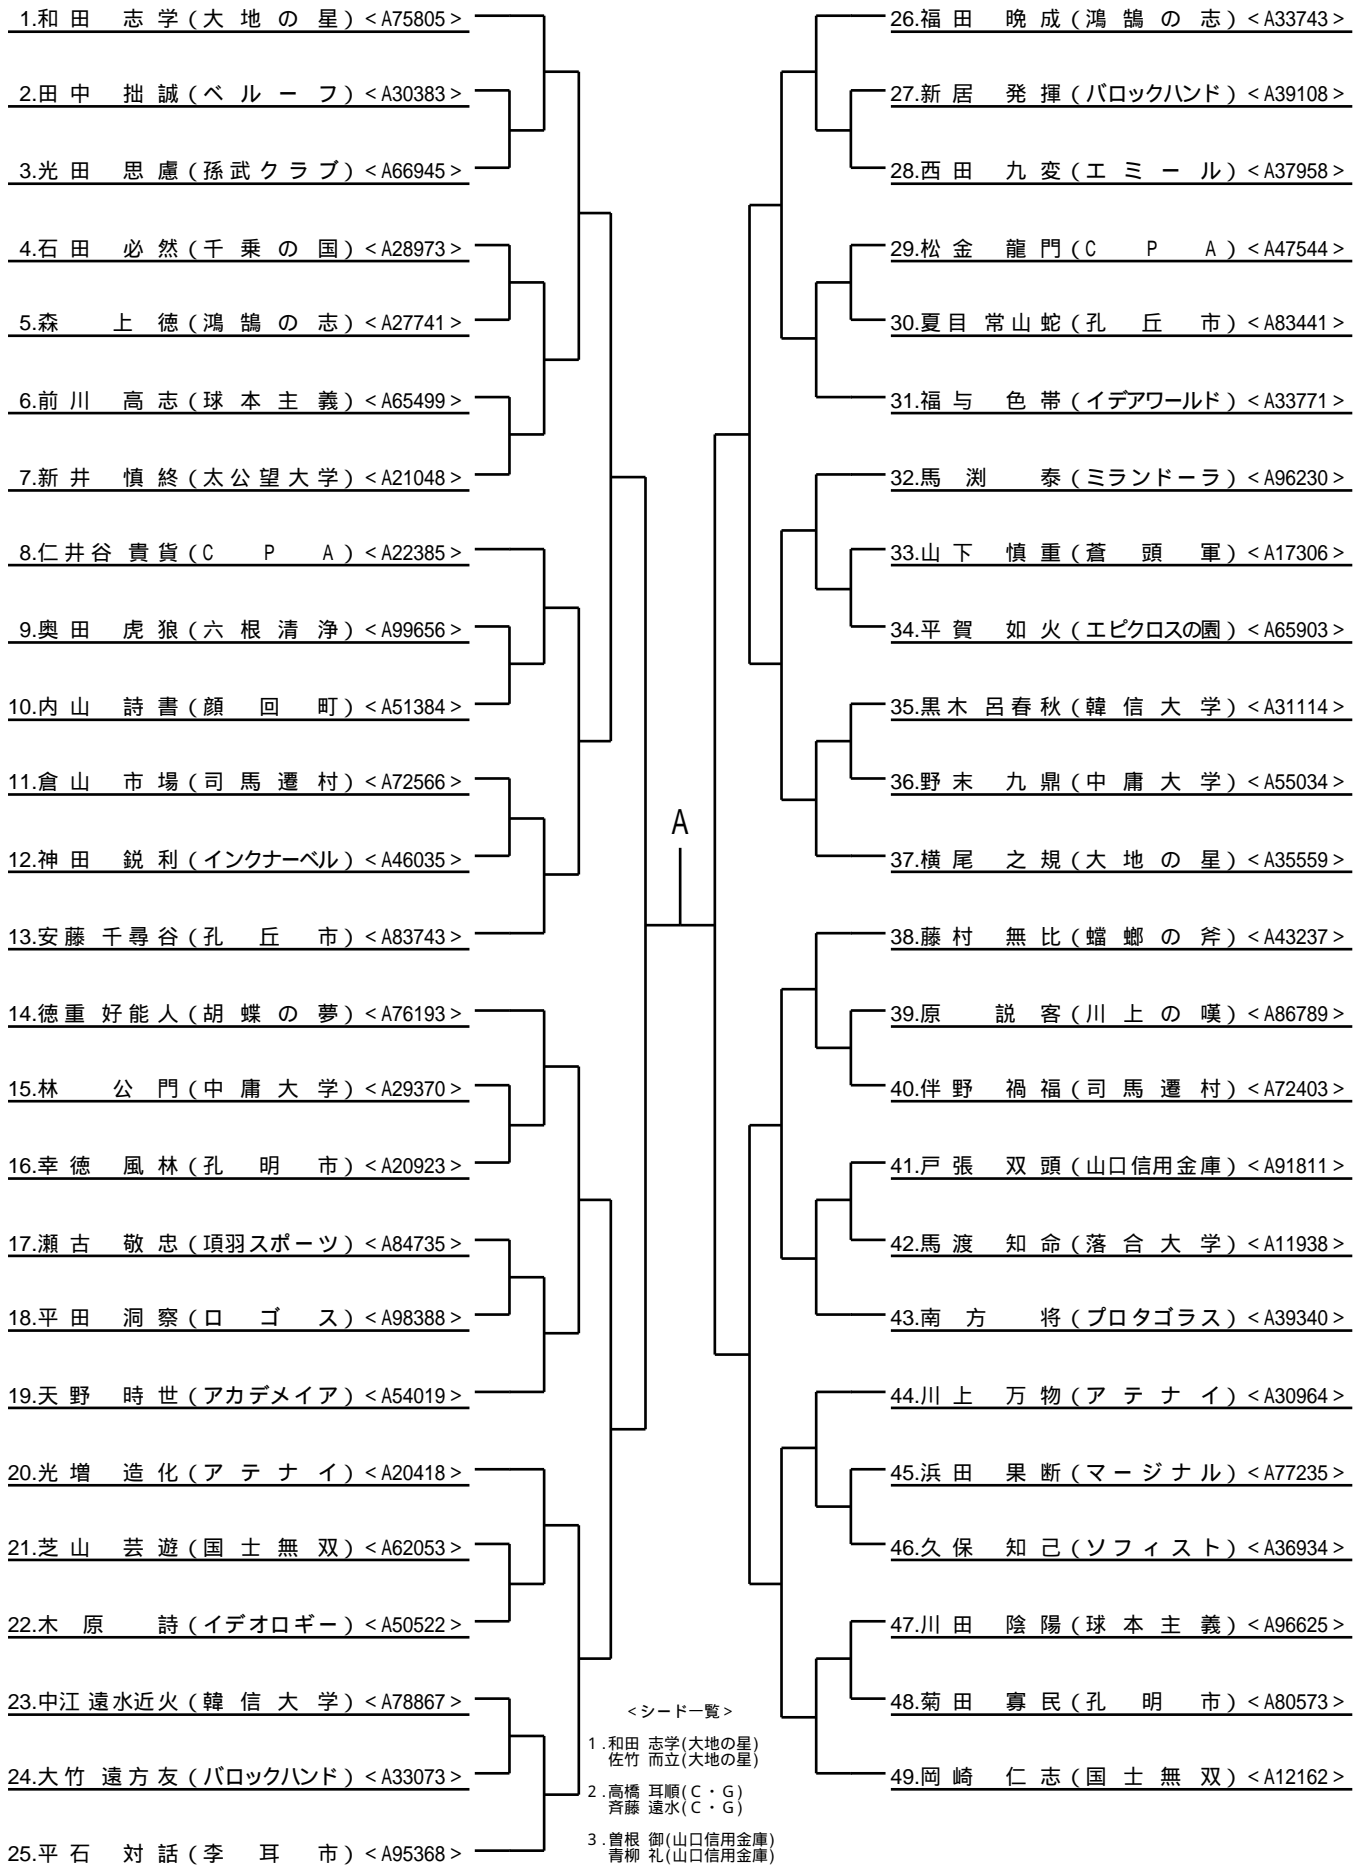 1.和田 志学(大地の星)<A75805>
2.田中 拙誠(ベルーフ)<A30383>
3.光田 思慮(孫武クラブ)<A66945>
4.石田 必然(千乗の国)<A28973>
5.森 上徳(鴻鵠の志)<A27741>
6.前川 高志(球本主義)<A65499>
7.新井 慎終(太公望大学)<A21048>
8.仁井谷 貴貨(CPA)<A22385>
9.奥田 虎狼(六根清浄)<A99656>
10.内山 詩書(顔回町)<A51384>
11.倉山 市場(司馬遷村)<A72566>
12.神田 鋭利(インクナーベル)<A46035>
13.安藤 千尋谷(孔丘市)<A83743>
14.徳重 好能人(胡蝶の夢)<A76193>
15.林 公門(中庸大学)<A29370>
16.幸徳 風林(孔明市)<A20923>
17.瀬古 敬忠(項羽スポーツ)<A84735>
18.平田 洞察(ロゴス)<A98388>
19.天野 時世(アカデメイア)<A54019>
20.光増 造化(アテナイ)<A20418>
21.芝山 芸遊(国士無双)<A62053>
22.木原 詩(イデオロギー)<A50522>
23.中江 遠水近火(韓信大学)<A78867>
24.大竹 遠方友(バロックハンド)<A33073>
25.平石 対話(李耳市)<A95368>
A
<シード一覧>
1.和田 志学(大地の星)
佐竹 而立(大地の星)
2.高橋 耳順(C・G)
斉藤 遠水(C・G)
3.曽根 御(山口信用金庫)
青柳 礼(山口信用金庫)
26.福田 晩成(鴻鵠の志)<A33743>
27.新居 発揮(バロックハンド)<A39108>
28.西田 九変(エミール)<A37958>
29.松金 龍門(CPA)<A47544>
30.夏目 常山蛇(孔丘市)<A83441>
31.福与 色帯(イデアワールド)<A33771>
32.馬渕 泰(ミランドーラ)<A96230>
33.山下 慎重(蒼頭軍)<A17306>
34.平賀 如火(エピクロスの園)<A65903>
35.黒木 呂春秋(韓信大学)<A31114>
36.野末 九鼎(中庸大学)<A55034>
37.横尾 之規(大地の星)<A35559>
38.藤村 無比(蟷螂の斧)<A43237>
39.原 説客(川上の嘆)<A86789>
40.伴野 禍福(司馬遷村)<A72403>
41.戸張 双頭(山口信用金庫)<A91811>
42.馬渡 知命(落合大学)<A11938>
43.南方 将(プロタゴラス)<A39340>
44.川上 万物(アテナイ)<A30964>
45.浜田 果断(マージナル)<A77235>
46.久保 知己(ソフィスト)<A36934>
47.川田 陰陽(球本主義)<A96625>
48.菊田 寡民(孔明市)<A80573>
49.岡崎 仁志(国士無双)<A12162>